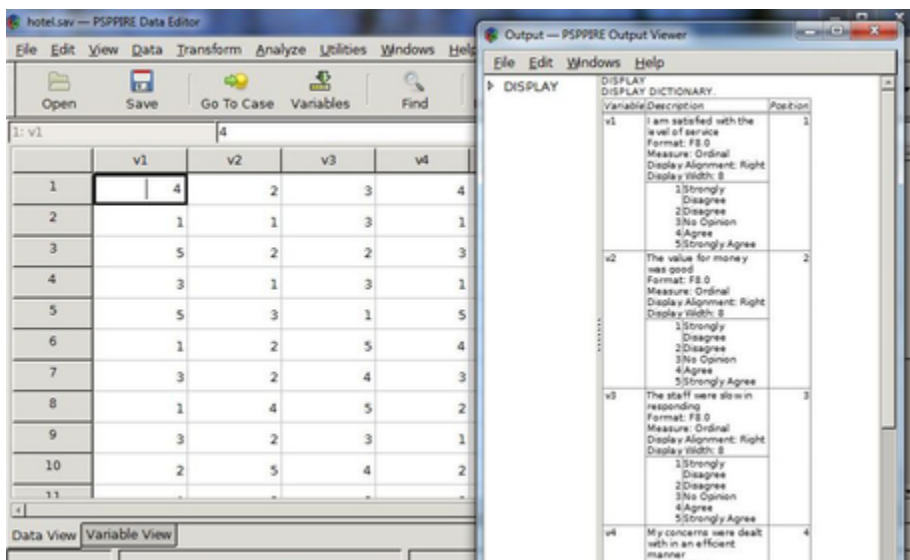 hotel.sav — PSPPIRE Data Editor
File Edit View Data Transform Analyze Utilities Windows Help
Open Save Go To Case Variables Find
1: v1 4
v1 v2 v3 v4
1 4 2 3 4
2 1 1 3 1
3 5 2 2 3
4 3 1 3 1
5 5 3 1 5
6 1 2 5 4
7 3 2 4 3
8 1 4 5 2
9 3 2 3 1
10 2 5 4 2
11
Data View Variable View
Output — PSPPIRE Output Viewer
File Edit Windows Help
DISPLAY
DISPLAY
DISPLAY DICTIONARY.
Variable Description Position
v1 I am satisfied with the 1
level of service
Format: F8.0
Measure: Ordinal
Display Alignment: Right
Display Width: 8
1 Strongly
Disagree
2 Disagree
3 No Opinion
4 Agree
5 Strongly Agree
v2 The value for money 2
was good
Format: F8.0
Measure: Ordinal
Display Alignment: Right
Display Width: 8
1 Strongly
Disagree
2 Disagree
3 No Opinion
4 Agree
5 Strongly Agree
v3 The staff were slow in 3
responding
Format: F8.0
Measure: Ordinal
Display Alignment: Right
Display Width: 8
1 Strongly
Disagree
2 Disagree
3 No Opinion
4 Agree
5 Strongly Agree
v4 My concerns were dealt 4
with in an efficient
manner